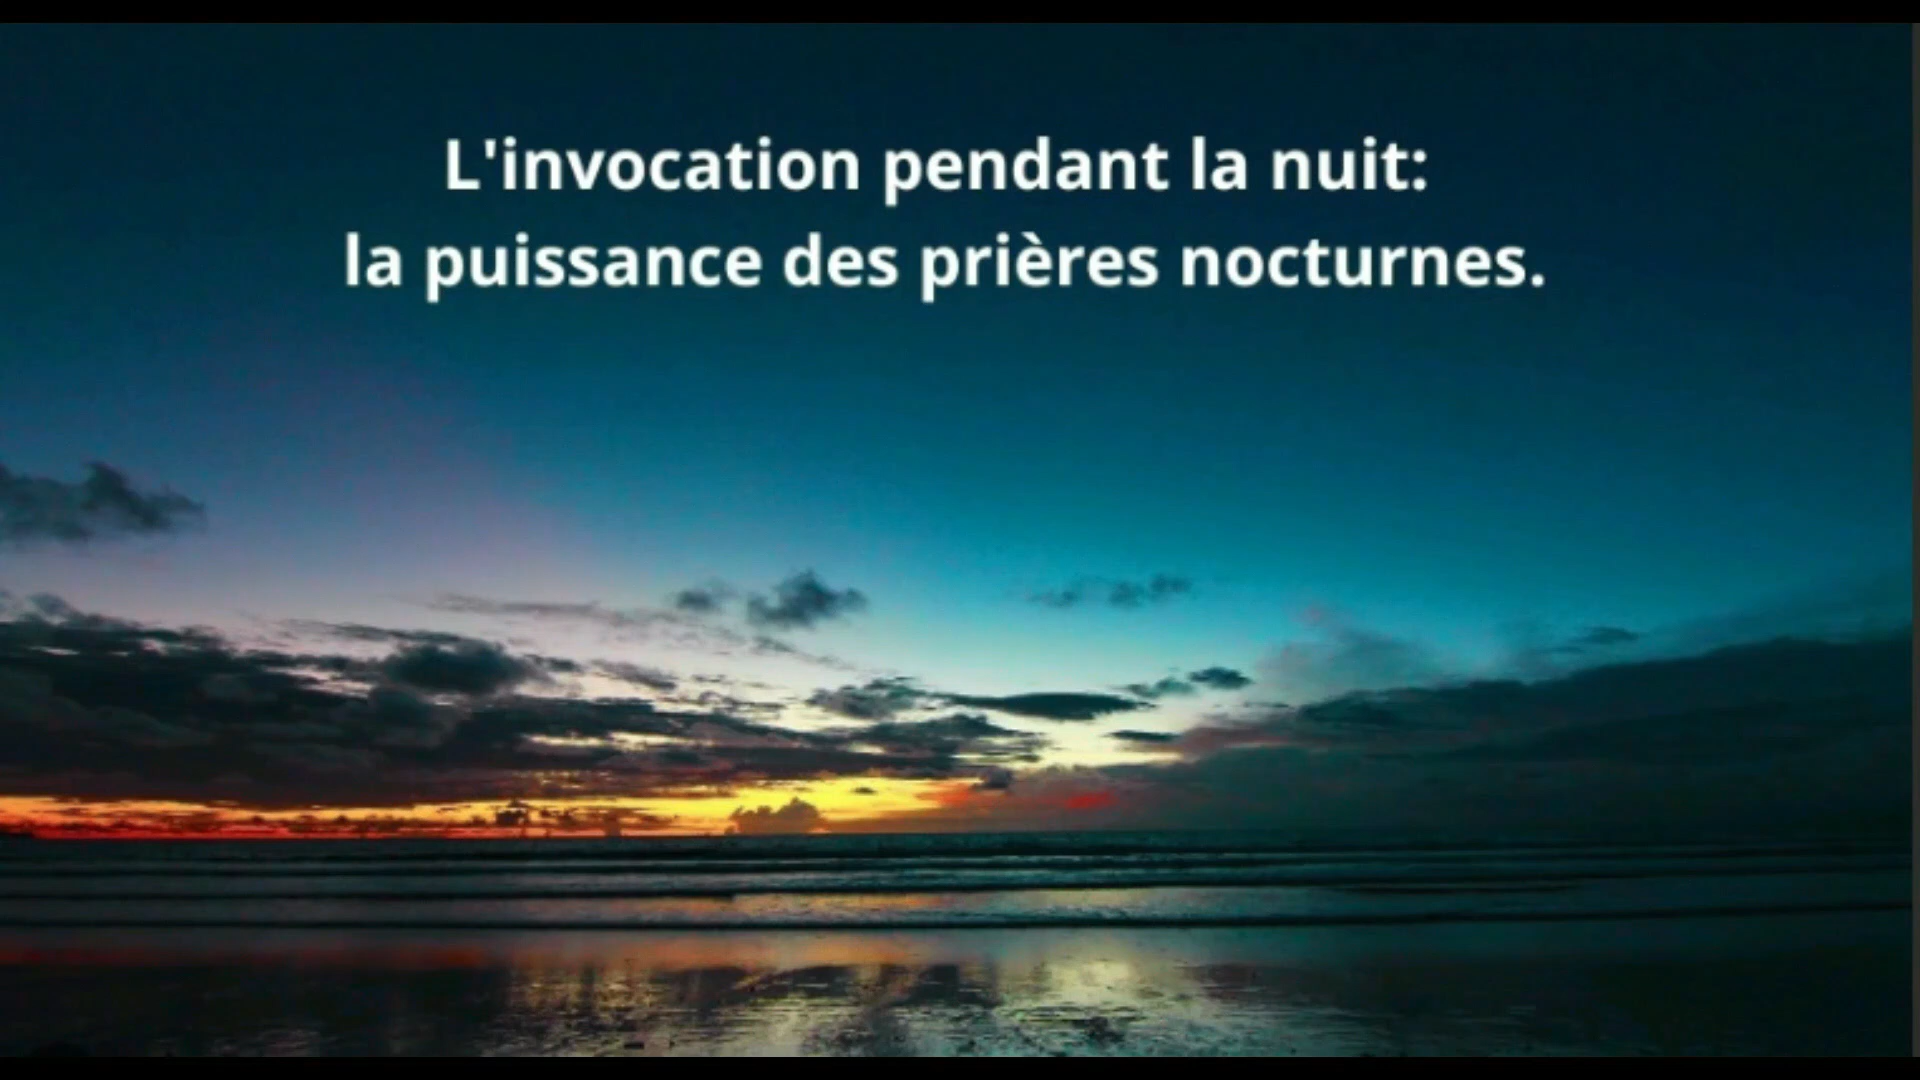 L'invocation pendant la nuit:
la puissance des prières nocturnes.